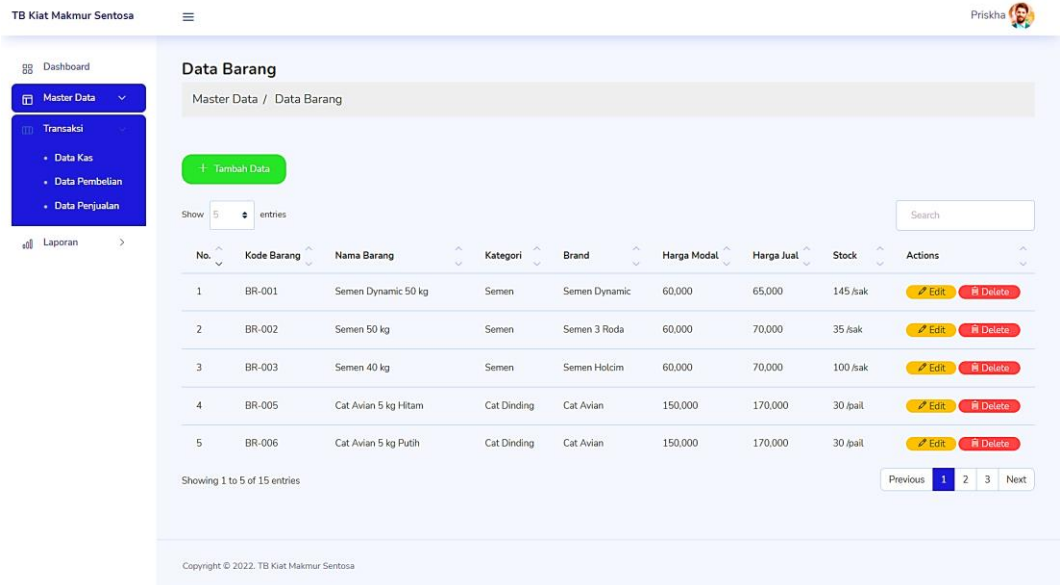 TB Kiat Makmur Sentosa
Priskha
Dashboard
Master Data
Transaksi
• Data Kas
• Data Pembelian
• Data Penjualan
Laporan
Data Barang
Master Data / Data Barang
+ Tambah Data
Show 5 entries
Search
No. Kode Barang Nama Barang Kategori Brand Harga Modal Harga Jual Stock Actions
1 BR-001 Semen Dynamic 50 kg Semen Semen Dynamic 60,000 65,000 145 /sak Edit Delete
2 BR-002 Semen 50 kg Semen Semen 3 Roda 60,000 70,000 35 /sak Edit Delete
3 BR-003 Semen 40 kg Semen Semen Holcim 60,000 70,000 100 /sak Edit Delete
4 BR-005 Cat Avian 5 kg Hitam Cat Dinding Cat Avian 150,000 170,000 30 /pail Edit Delete
5 BR-006 Cat Avian 5 kg Putih Cat Dinding Cat Avian 150,000 170,000 30 /pail Edit Delete
Showing 1 to 5 of 15 entries
Previous 1 2 3 Next
Copyright © 2022. TB Kiat Makmur Sentosa